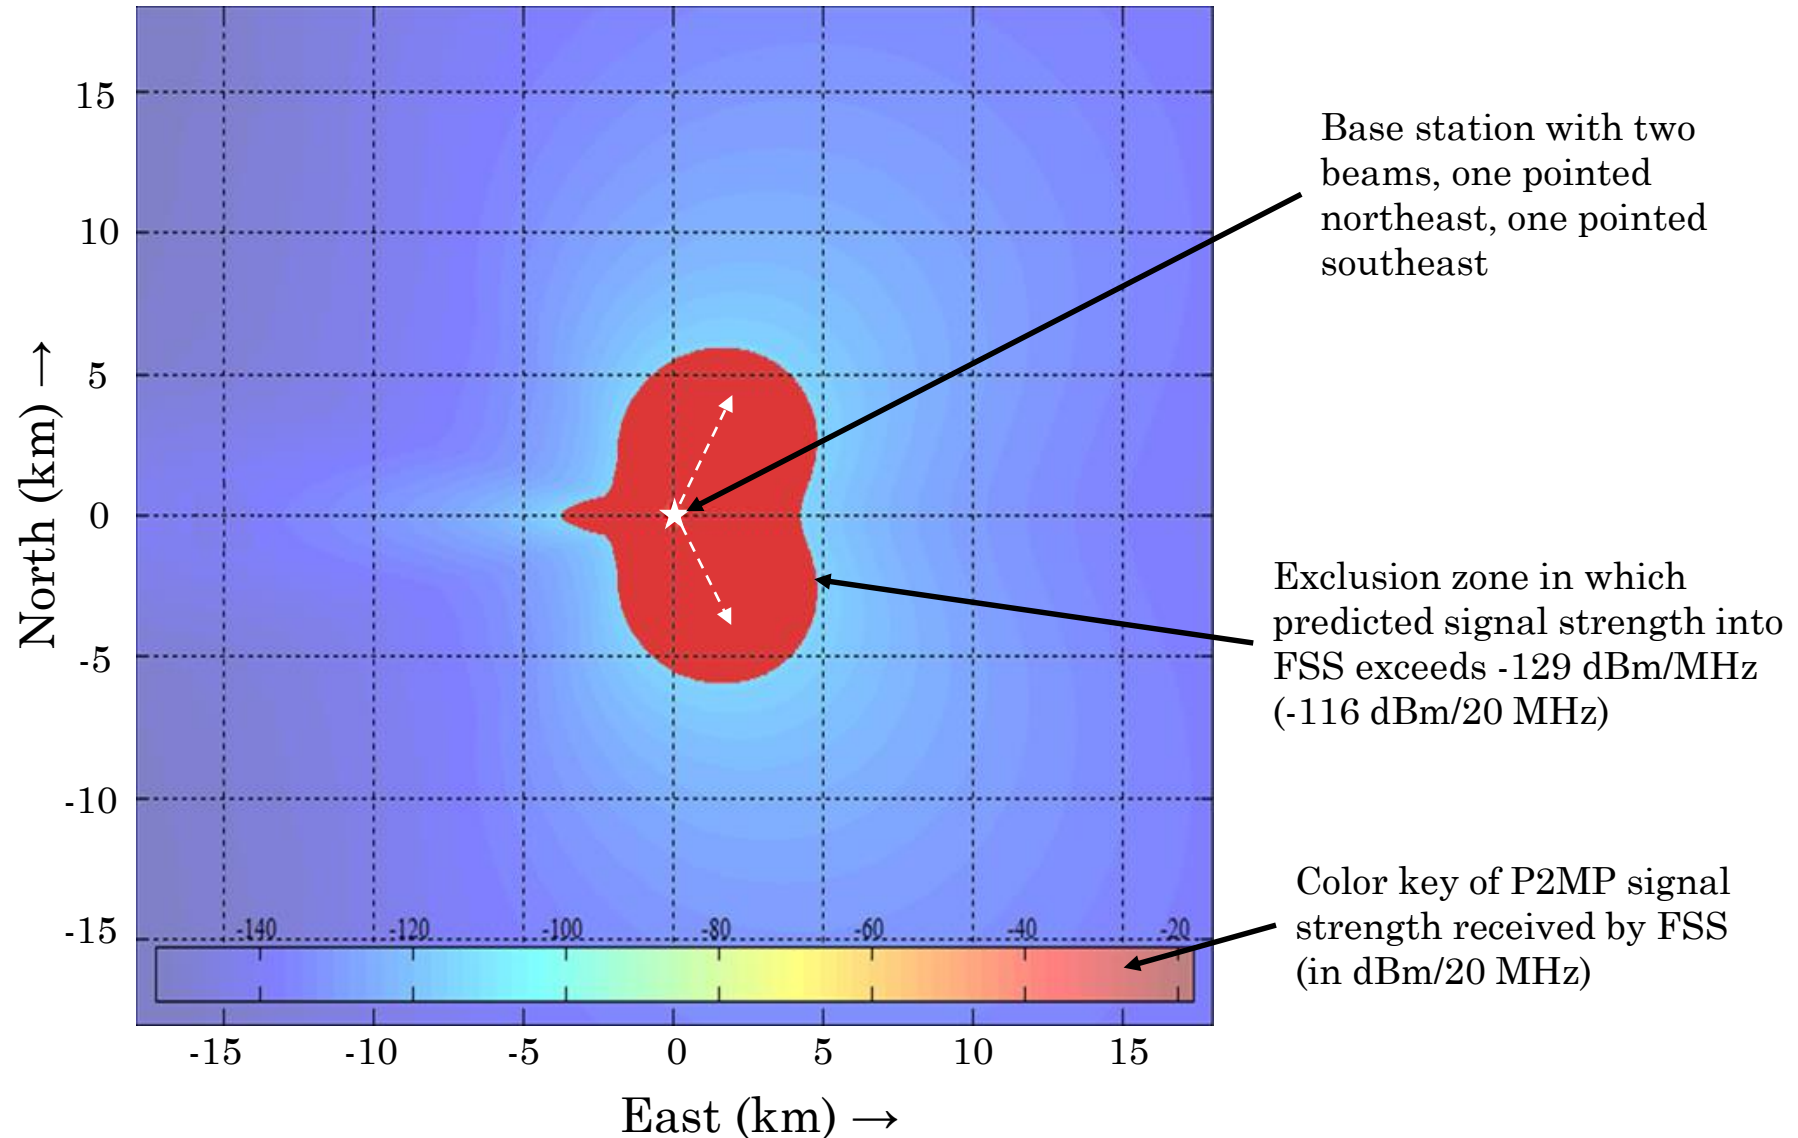 15
10
5
0
-5
-10
-15
North (km) →
-140 -120 -100 -80 -60 -40 -20
-15 -10 -5 0 5 10 15
East (km) →
Base station with two
beams, one pointed
northeast, one pointed
southeast
Exclusion zone in which
predicted signal strength into
FSS exceeds -129 dBm/MHz
(-116 dBm/20 MHz)
Color key of P2MP signal
strength received by FSS
(in dBm/20 MHz)